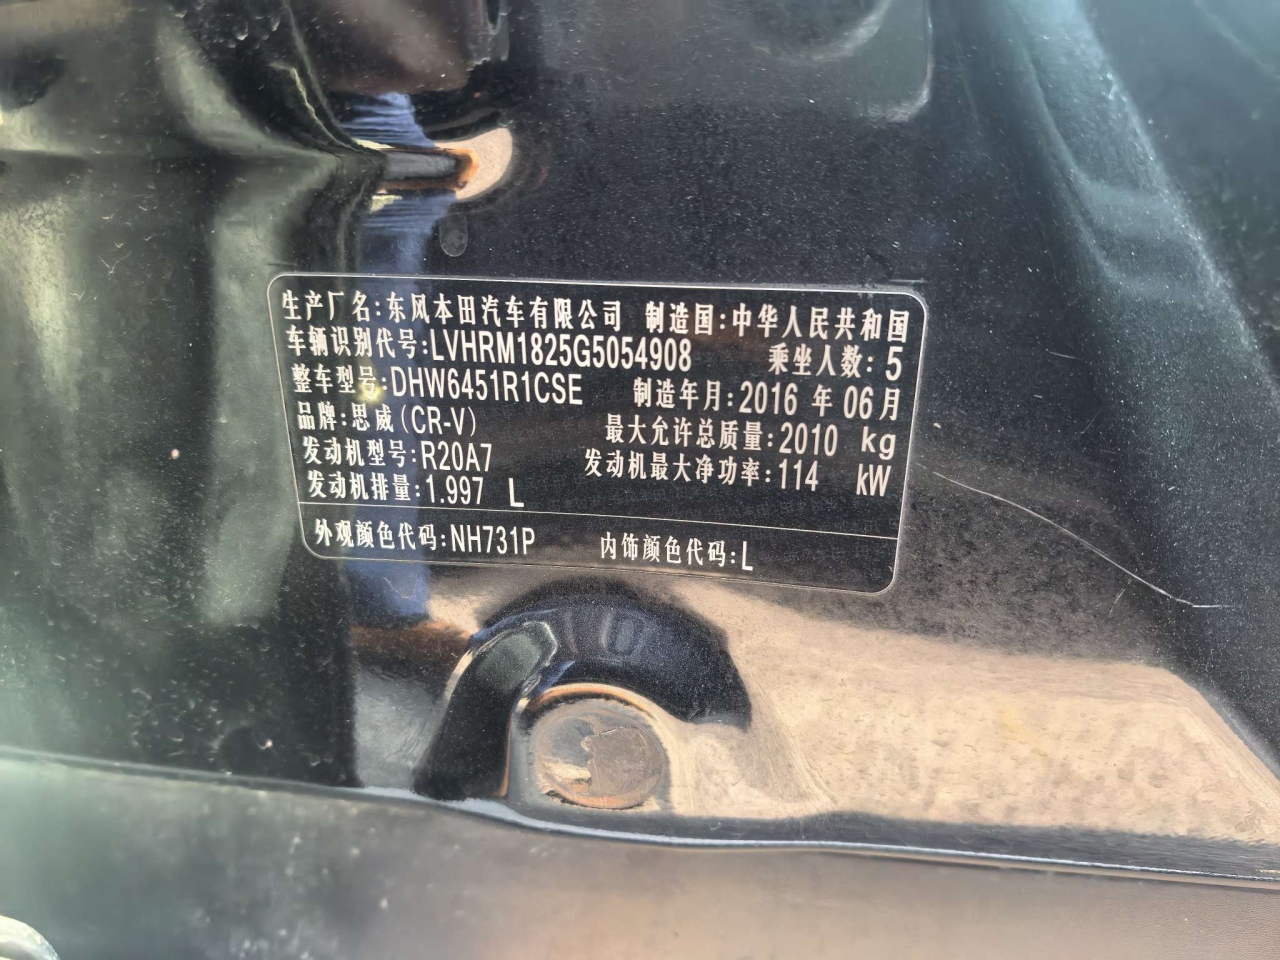 生产厂名:东风本田汽车有限公司 制造国:中华人民共和国
车辆识别代号:LVHRM1825G5054908 乘坐人数:5
整车型号:DHW6451R1CSE 制造年月:2016 年 06月
品牌:思威(CR-V) 最大允许总质量:2010 kg
发动机型号:R20A7 发动机最大净功率:114 kW
发动机排量:1.997 L
外观颜色代码:NH731P 内饰颜色代码:L